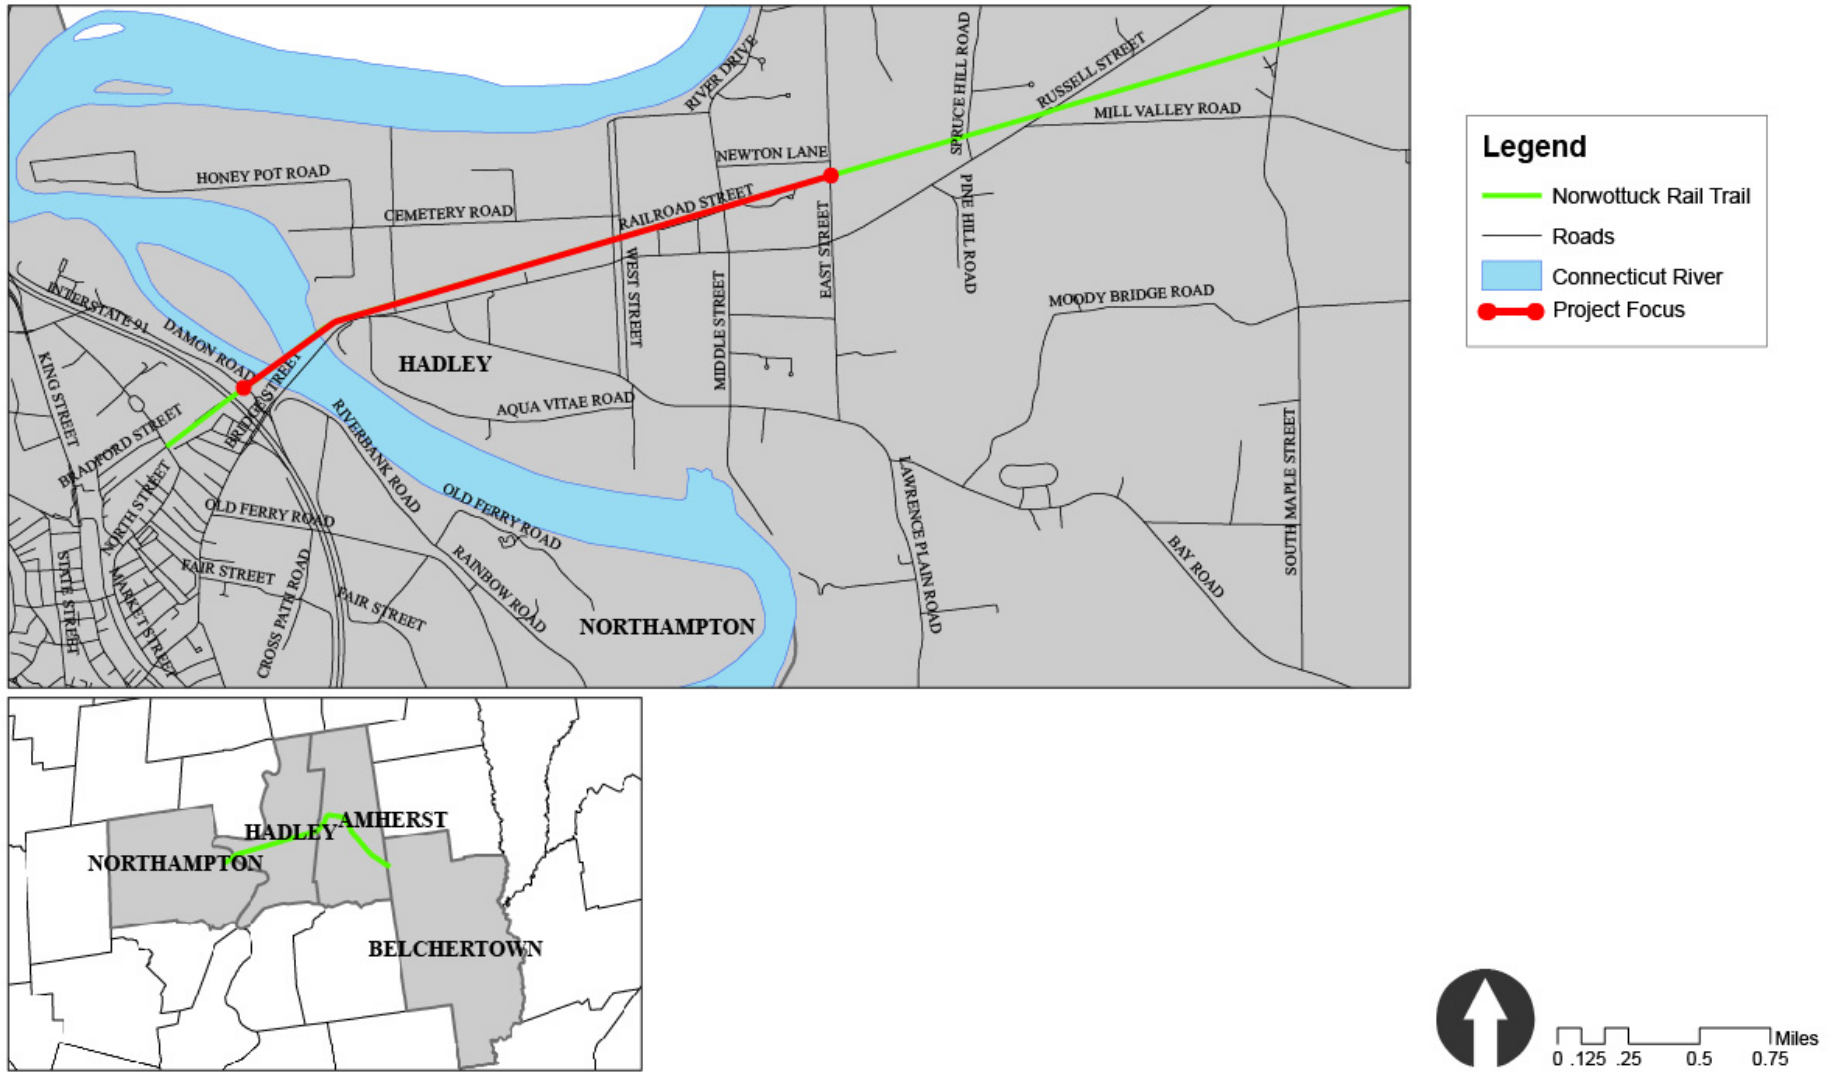 RIVER DRIVE
SPRUCE HILL ROAD
RUSSELL STREET
MILL VALLEY ROAD
NEWTON LANE
HONEY POT ROAD
CEMETERY ROAD
RAILROAD STREET
EAST STREET
PINE HILL ROAD
WEST STREET
MIDDLE STREET
MOODY BRIDGE ROAD
INTERSTATE 91
DAMON ROAD
KING STREET
BRIDGE STREET
HADLEY
AQUA VITAE ROAD
BRADFORD STREET
RIVERBANK ROAD
NORTH STREET
OLD FERRY ROAD
OLD FERRY ROAD
LAWRENCE PLAIN ROAD
SOUTH MAPLE STREET
BAY ROAD
STATE STREET
MARKET STREET
FAIR STREET
CROSS PATH ROAD
FAIR STREET
RAINBOW ROAD
NORTHAMPTON
Legend
Norwottuck Rail Trail
Roads
Connecticut River
Project Focus
HADLEY
AMHERST
NORTHAMPTON
BELCHERTOWN
Miles
0 .125 .25 0.5 0.75